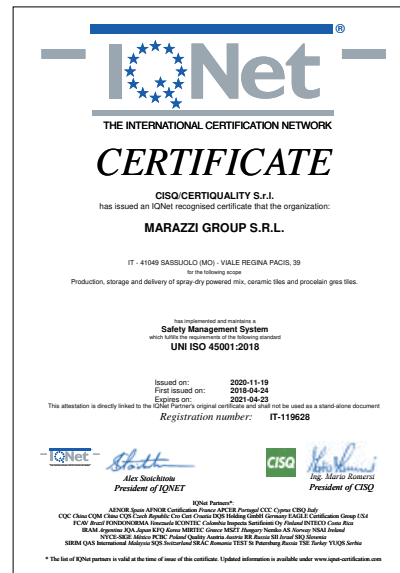 ®
IQNet
THE INTERNATIONAL CERTIFICATION NETWORK
CERTIFICATE
CISQ/CERTIQUALITY S.r.l.
has issued an IQNet recognised certificate that the organization:
MARAZZI GROUP S.R.L.
IT - 41049 SASSUOLO (MO) - VIALE REGINA PACIS, 39
for the following scope
Production, storage and delivery of spray-dry powered mix, ceramic tiles and procelain gres tiles.
has implemented and maintains a
Safety Management System
which fulfills the requirements of the following standard
UNI ISO 45001:2018
Issued on: 2020-11-19
First issued on: 2018-04-24
Expires on: 2021-04-23
This attestation is directly linked to the IQNet Partner's original certificate and shall not be used as a stand-alone document
Registration number: IT-119628
IQNet
CISQ
Alex Stoichitoiu
President of IQNET
Ing. Mario Romersi
President of CISQ
IQNet Partners*:
AENOR Spain AFNOR Certification France APCER Portugal CCC Cyprus CISQ Italy
CQC China CQM China CQS Czech Republic Cro Cert Croatia DQS Holding GmbH Germany EAGLE Certification Group USA
FCAV Brazil FONDONORMA Venezuela ICONTEC Colombia Inspecta Sertifiointi Oy Finland INTECO Costa Rica
IRAM Argentina JQA Japan KFQ Korea MIRTEC Greece MSZT Hungary Nemko AS Norway NSAI Ireland
NYCE-SIGE México PCBC Poland Quality Austria Austria RR Russia SII Israel SIQ Slovenia
SIRIM QAS International Malaysia SQS Switzerland SRAC Romania TEST St Petersburg Russia TSE Turkey YUQS Serbia
* The list of IQNet partners is valid at the time of issue of this certificate. Updated information is available under www.iqnet-certification.com